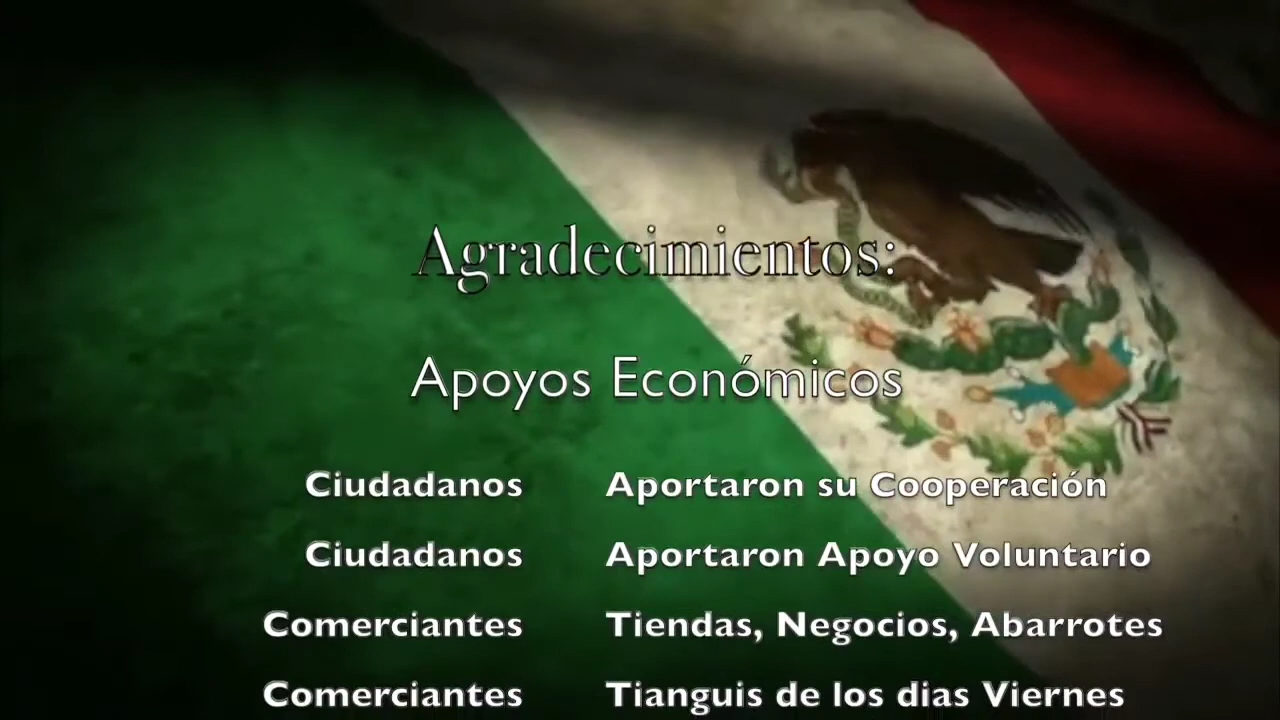 Agradecimientos:
Apoyos Económicos
Ciudadanos Aportaron su Cooperación
Ciudadanos Aportaron Apoyo Voluntario
Comerciantes Tiendas, Negocios, Abarrotes
Comerciantes Tianguis de los dias Viernes